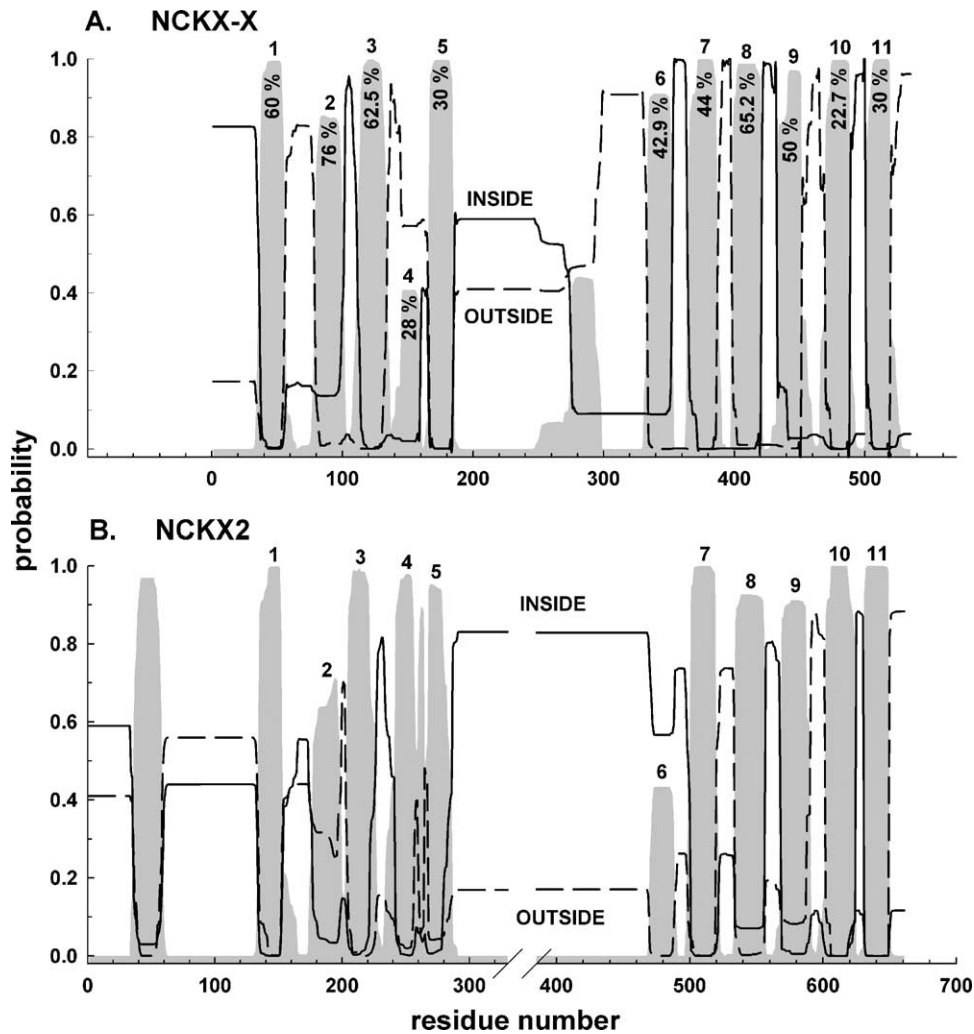 A. NCKX-X
1 2 3 4 5 6 7 8 9 10 11
60 % 76 % 62.5 % 28 % 30 % 42.9 % 44 % 65.2 % 50 % 22.7 % 30 %
INSIDE
OUTSIDE
1.0
0.8
0.6
0.4
0.2
0.0
0 100 200 300 400 500
probability
B. NCKX2
1 2 3 4 5 6 7 8 9 10 11
INSIDE
OUTSIDE
1.0
0.8
0.6
0.4
0.2
0.0
0 100 200 300 400 500 600 700
residue number